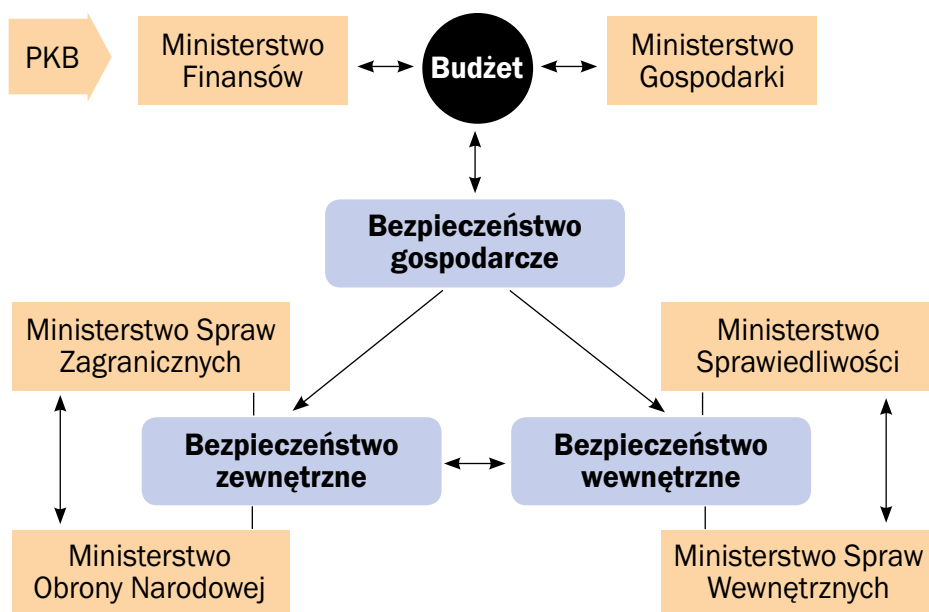 PKB
Ministerstwo
Finansów
Budżet
Ministerstwo
Gospodarki
Bezpieczeństwo
gospodarcze
Ministerstwo Spraw
Zagranicznych
Ministerstwo
Sprawiedliwości
Bezpieczeństwo
zewnętrzne
Bezpieczeństwo
wewnętrzne
Ministerstwo
Obrony Narodowej
Ministerstwo Spraw
Wewnętrznych